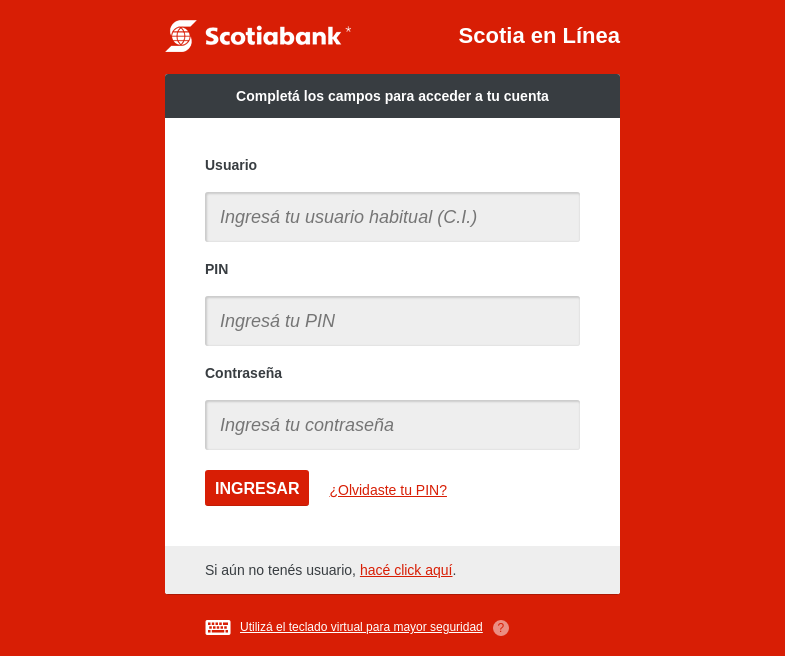 Scotiabank*
Scotia en Línea
Completá los campos para acceder a tu cuenta
Usuario
Ingresá tu usuario habitual (C.I.)
PIN
Ingresá tu PIN
Contraseña
Ingresá tu contraseña
INGRESAR
¿Olvidaste tu PIN?
Si aún no tenés usuario, hacé click aquí.
Utilizá el teclado virtual para mayor seguridad ?